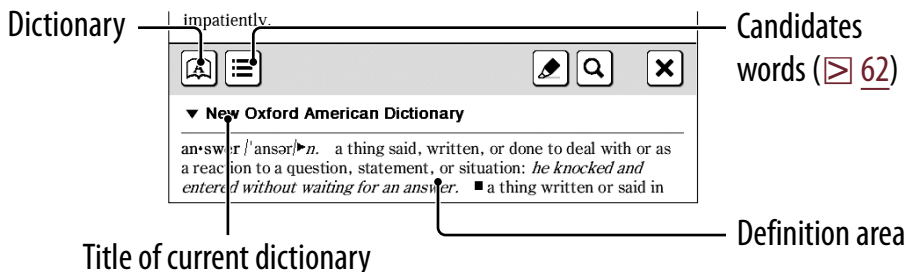 impatiently.
Dictionary
Candidates
words (62)
▼ New Oxford American Dictionary
an•swer /ˈansər/▶n. a thing said, written, or done to deal with or as
a reaction to a question, statement, or situation: he knocked and
entered without waiting for an answer. ■ a thing written or said in
Definition area
Title of current dictionary